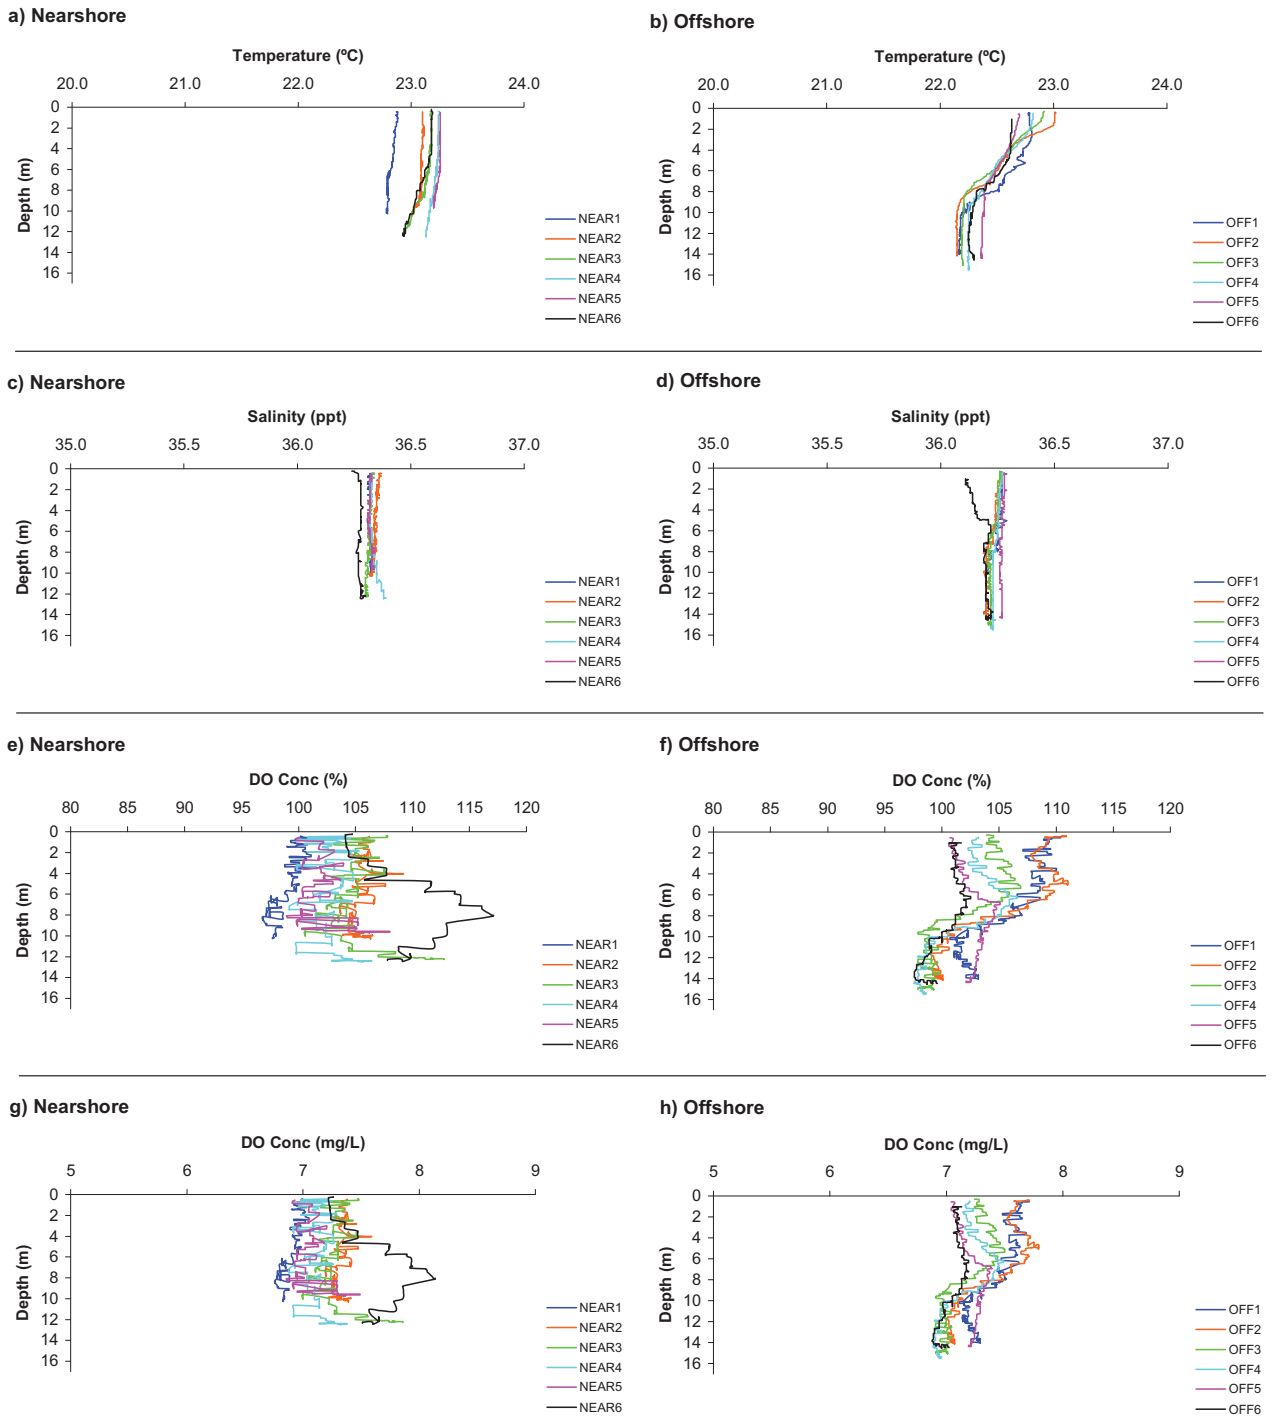 a) Nearshore
Temperature (ºC)
20.0 21.0 22.0 23.0 24.0
Depth (m)
0
2
4
6
8
10
12
14
16
NEAR1
NEAR2
NEAR3
NEAR4
NEAR5
NEAR6
b) Offshore
Temperature (ºC)
20.0 21.0 22.0 23.0 24.0
Depth (m)
0
2
4
6
8
10
12
14
16
OFF1
OFF2
OFF3
OFF4
OFF5
OFF6
c) Nearshore
Salinity (ppt)
35.0 35.5 36.0 36.5 37.0
Depth (m)
0
2
4
6
8
10
12
14
16
NEAR1
NEAR2
NEAR3
NEAR4
NEAR5
NEAR6
d) Offshore
Salinity (ppt)
35.0 35.5 36.0 36.5 37.0
Depth (m)
0
2
4
6
8
10
12
14
16
OFF1
OFF2
OFF3
OFF4
OFF5
OFF6
e) Nearshore
DO Conc (%)
80 85 90 95 100 105 110 115 120
Depth (m)
0
2
4
6
8
10
12
14
16
NEAR1
NEAR2
NEAR3
NEAR4
NEAR5
NEAR6
f) Offshore
DO Conc (%)
80 85 90 95 100 105 110 115 120
Depth (m)
0
2
4
6
8
10
12
14
16
OFF1
OFF2
OFF3
OFF4
OFF5
OFF6
g) Nearshore
DO Conc (mg/L)
5 6 7 8 9
Depth (m)
0
2
4
6
8
10
12
14
16
NEAR1
NEAR2
NEAR3
NEAR4
NEAR5
NEAR6
h) Offshore
DO Conc (mg/L)
5 6 7 8 9
Depth (m)
0
2
4
6
8
10
12
14
16
OFF1
OFF2
OFF3
OFF4
OFF5
OFF6